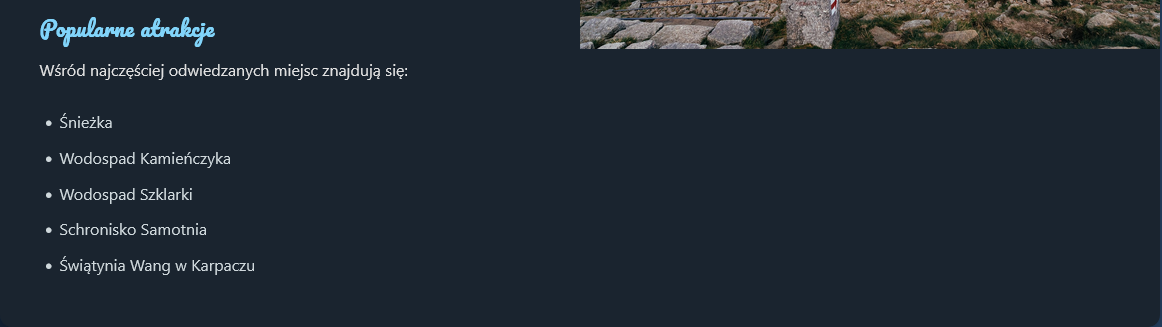 Popularne atrakcje
Wśród najczęściej odwiedzanych miejsc znajdują się:
• Śnieżka
• Wodospad Kamieńczyka
• Wodospad Szklarki
• Schronisko Samotnia
• Świątynia Wang w Karpaczu